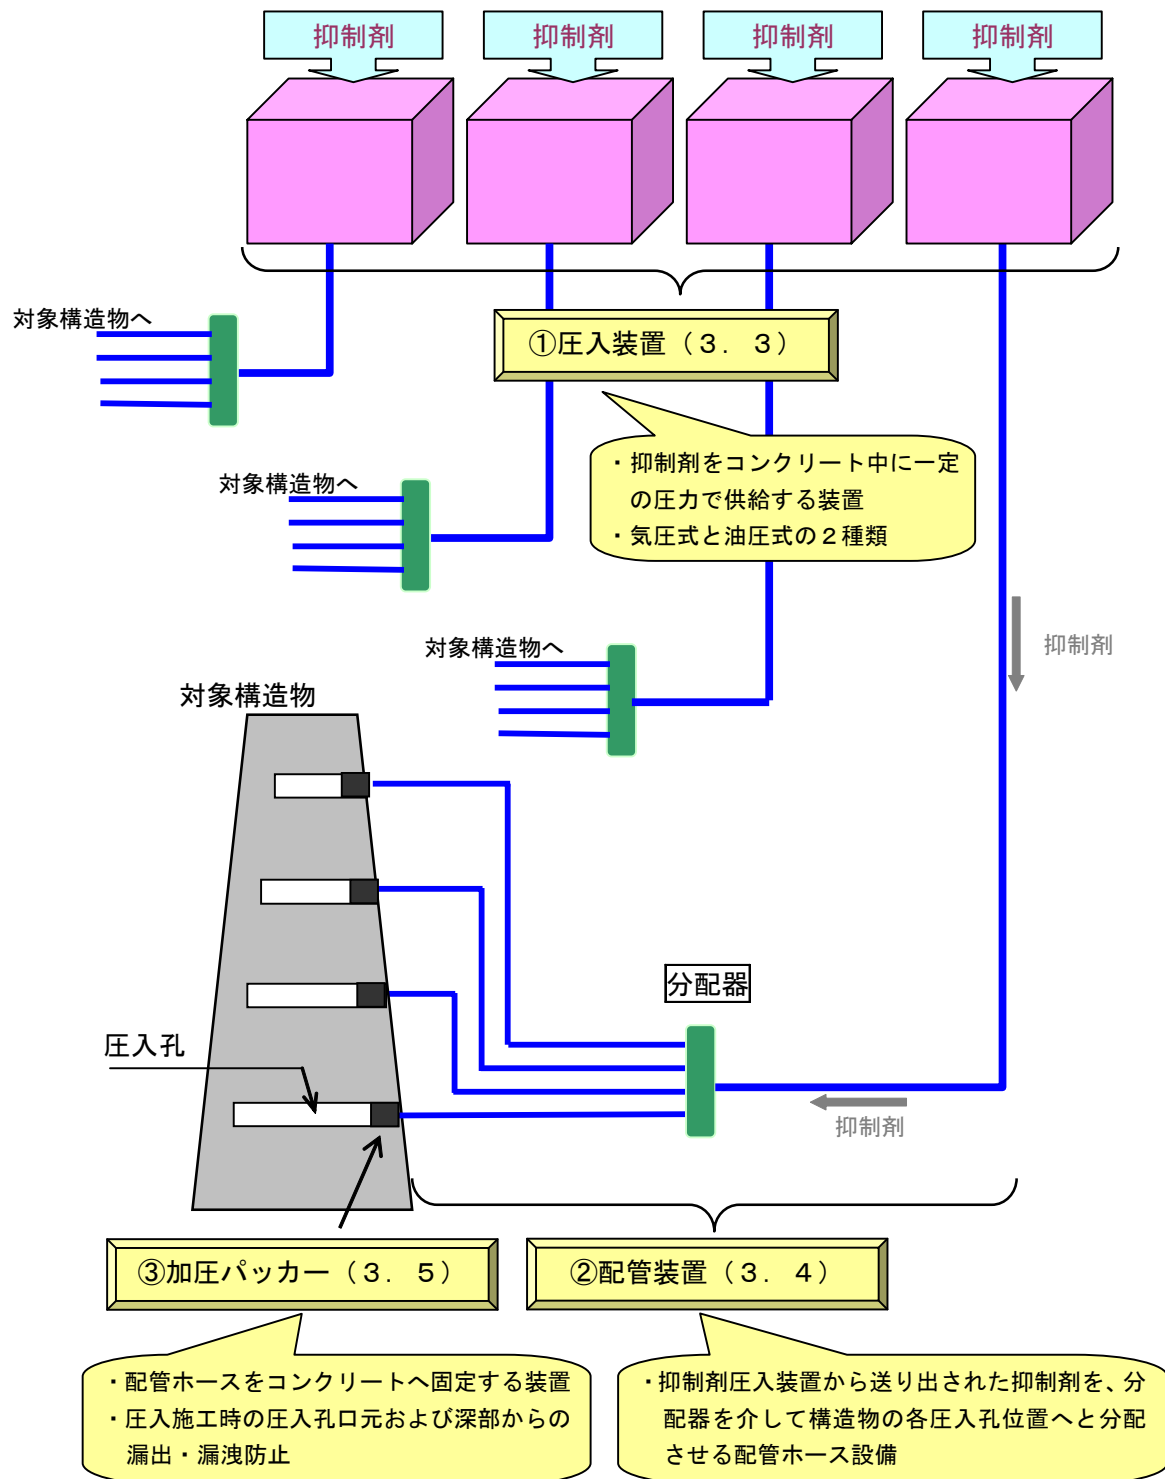 抑制剤
抑制剤
抑制剤
抑制剤
対象構造物へ
①圧入装置（３．３）
・抑制剤をコンクリート中に一定
の圧力で供給する装置
・気圧式と油圧式の２種類
対象構造物へ
抑制剤
対象構造物へ
対象構造物
分配器
圧入孔
抑制剤
③加圧パッカー（３．５）
②配管装置（３．４）
・配管ホースをコンクリートへ固定する装置
・圧入施工時の圧入孔口元および深部からの
漏出・漏洩防止
・抑制剤圧入装置から送り出された抑制剤を、分
配器を介して構造物の各圧入孔位置へと分配
させる配管ホース設備